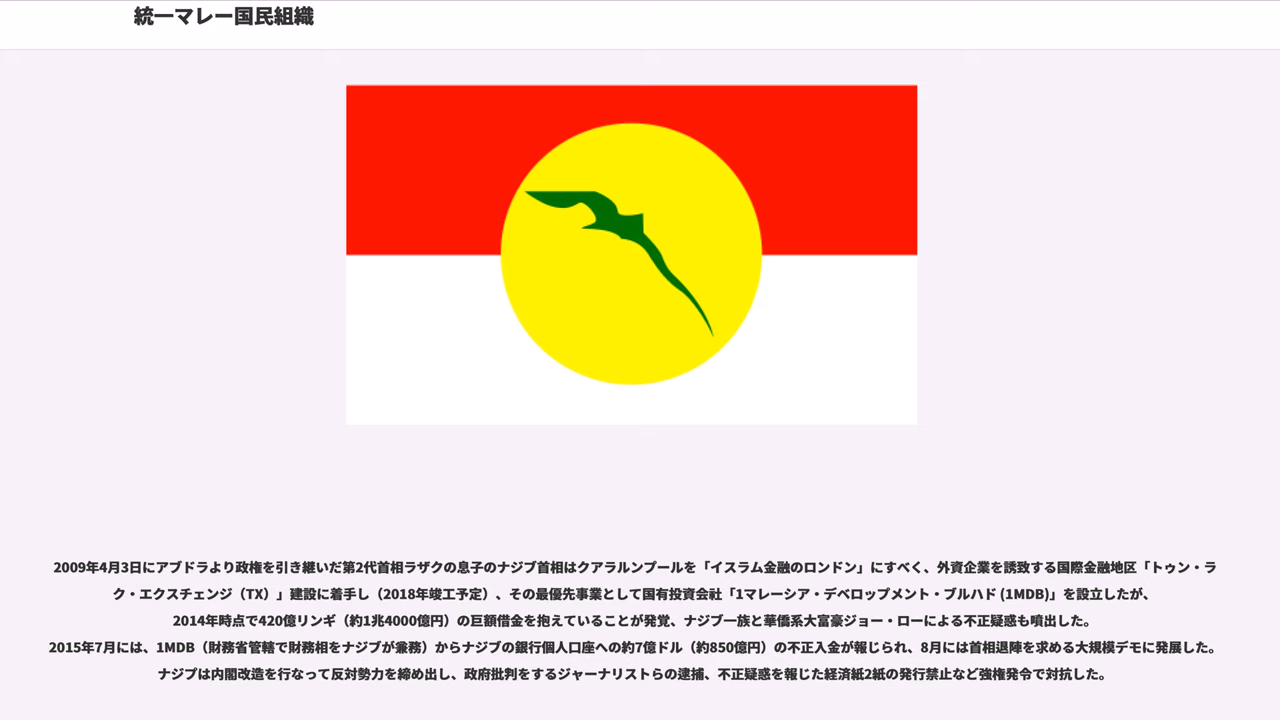 統一マレー国民組織
2009年4月3日にアブドラより政権を引き継いだ第2代首相ラザクの息子のナジブ首相はクアラルンプールを「イスラム金融のロンドン」にすべく、外資企業を誘致する国際金融地区「トゥン・ラ
ク・エクスチェンジ（TX）」建設に着手し（2018年竣工予定）、その最優先事業として国有投資会社「1マレーシア・デベロップメント・ブルハド (1MDB)」を設立したが、
2014年時点で420億リンギ（約1兆4000億円）の巨額借金を抱えていることが発覚、ナジブ一族と華僑系大富豪ジョー・ローによる不正疑惑も噴出した。
2015年7月には、1MDB（財務省管轄で財務相をナジブが兼務）からナジブの銀行個人口座への約7億ドル（約850億円）の不正入金が報じられ、8月には首相退陣を求める大規模デモに発展した。
ナジブは内閣改造を行なって反対勢力を締め出し、政府批判をするジャーナリストらの逮捕、不正疑惑を報じた経済紙2紙の発行禁止など強権発令で対抗した。